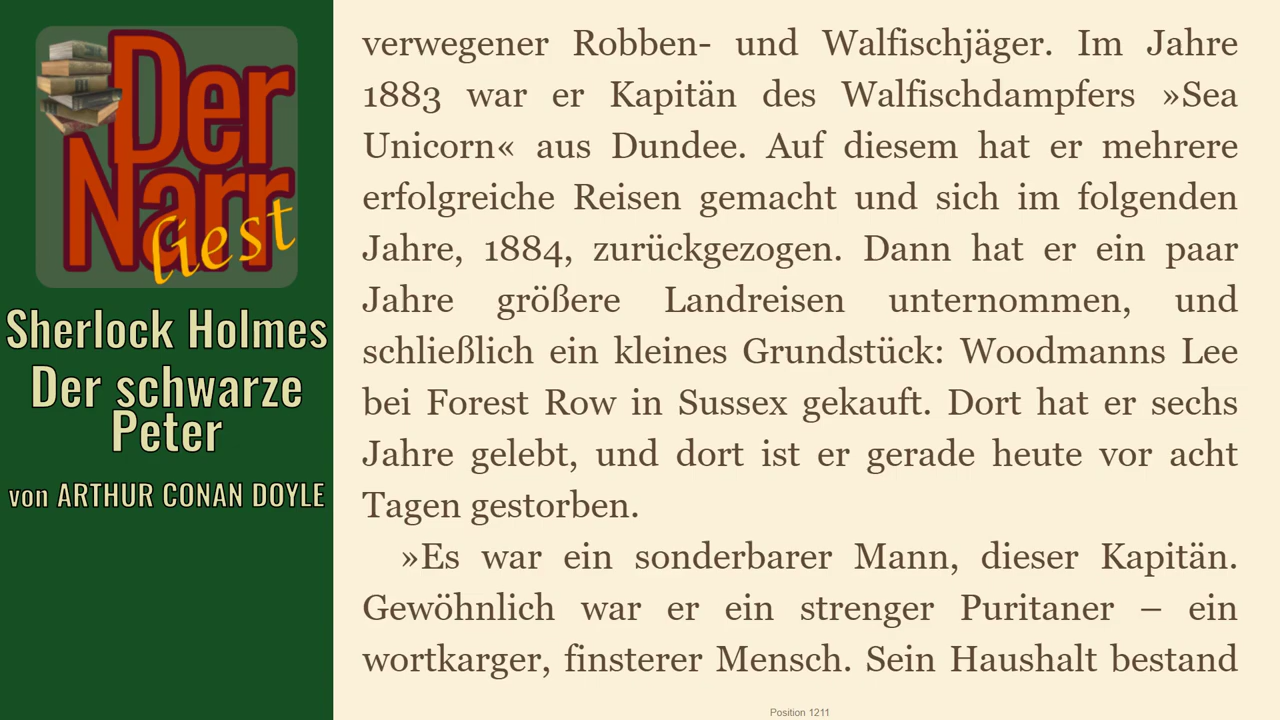 Der
Narr
liest
Sherlock Holmes
Der schwarze
Peter
von ARTHUR CONAN DOYLE
verwegener Robben- und Walfischjäger. Im Jahre
1883 war er Kapitän des Walfischdampfers »Sea
Unicorn« aus Dundee. Auf diesem hat er mehrere
erfolgreiche Reisen gemacht und sich im folgenden
Jahre, 1884, zurückgezogen. Dann hat er ein paar
Jahre größere Landreisen unternommen, und
schließlich ein kleines Grundstück: Woodmanns Lee
bei Forest Row in Sussex gekauft. Dort hat er sechs
Jahre gelebt, und dort ist er gerade heute vor acht
Tagen gestorben.
»Es war ein sonderbarer Mann, dieser Kapitän.
Gewöhnlich war er ein strenger Puritaner – ein
wortkarger, finsterer Mensch. Sein Haushalt bestand
Position 1211